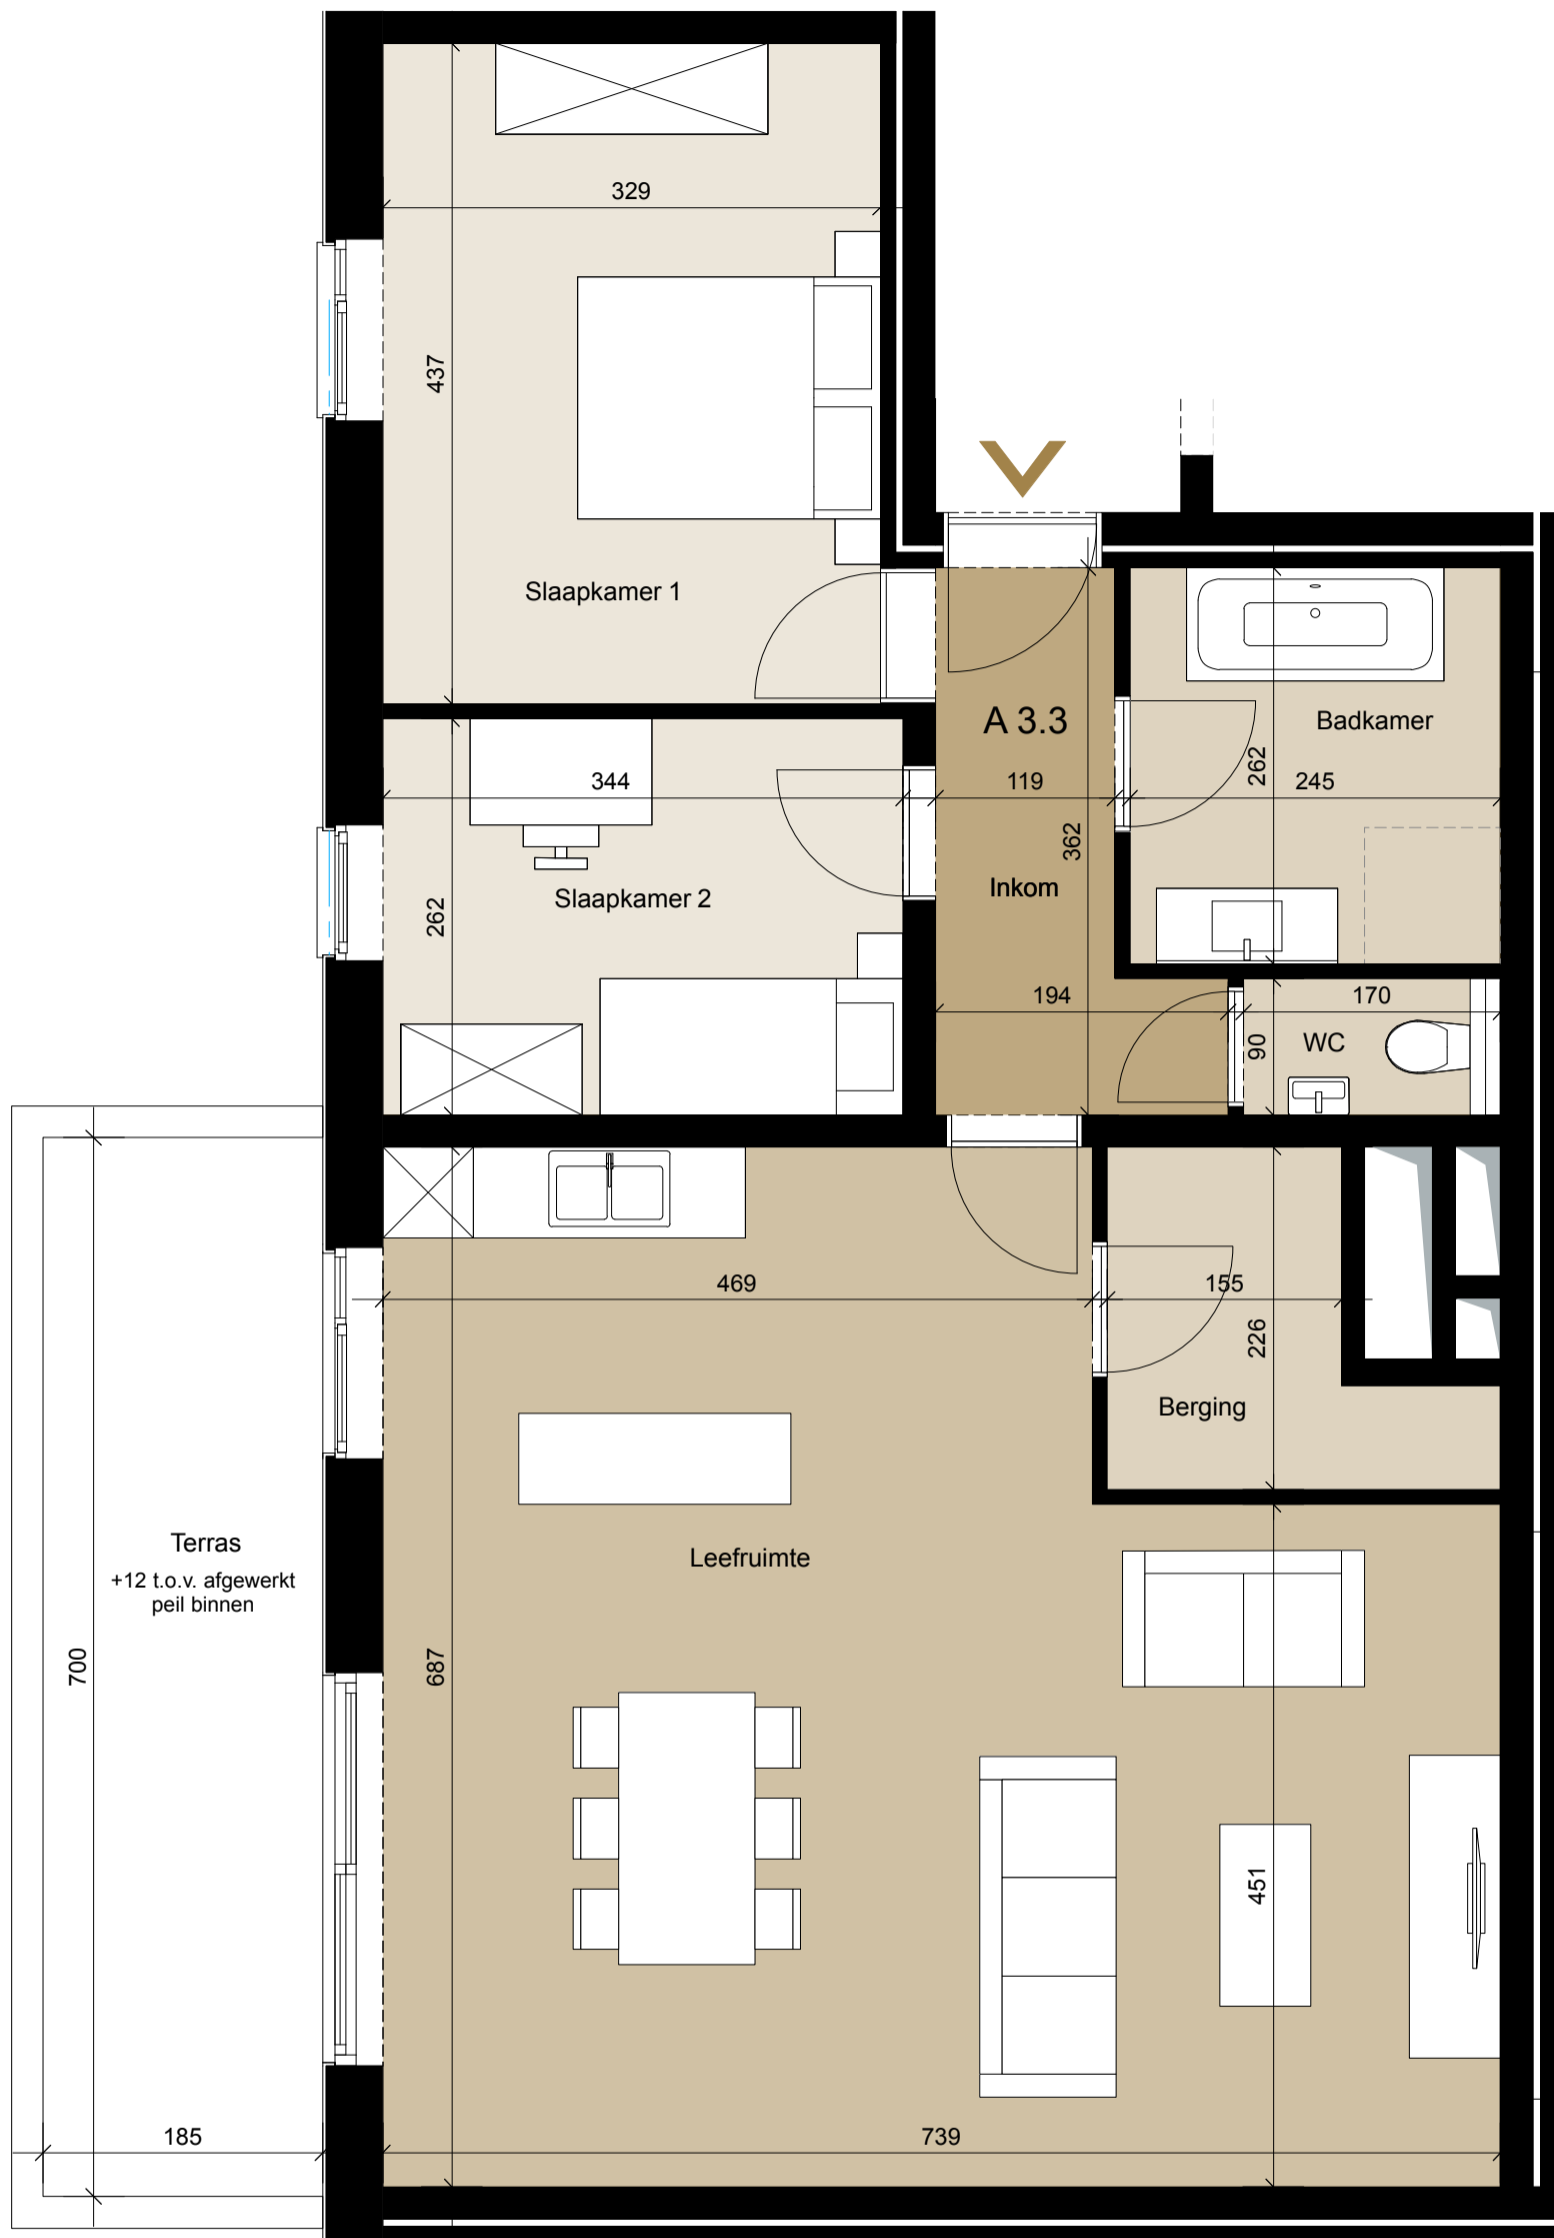 329
437
Slaapkamer 1
A 3.3
Badkamer
344
119
262
245
362
Slaapkamer 2
262
Inkom
194
170
WC
90
469
155
226
Berging
Terras
+12 t.o.v. afgewerkt
peil binnen
Leefruimte
700
687
451
185
739